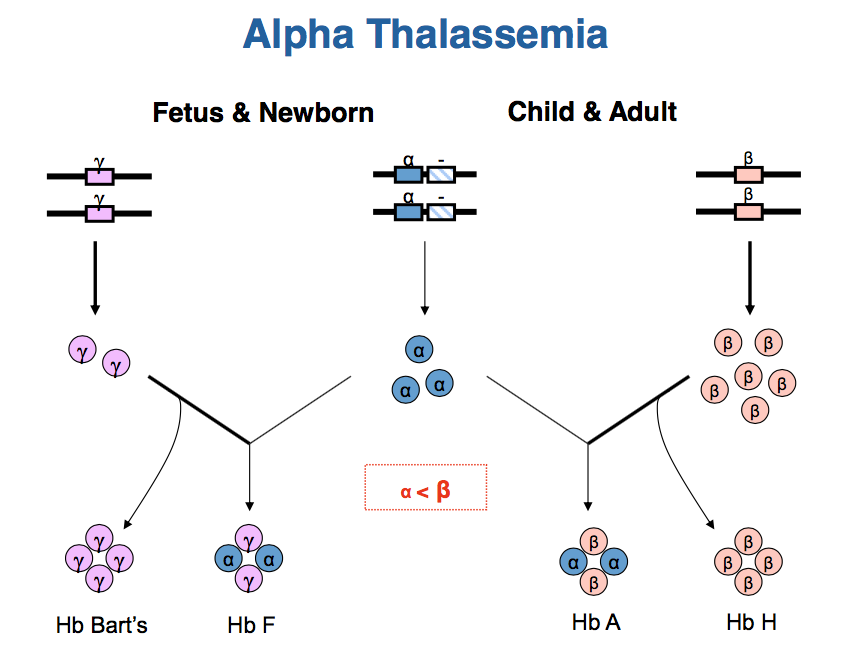 Alpha Thalassemia
Fetus & Newborn
Child & Adult
γ
α -
β
γ
α -
β
γ γ
α
α α
β β
β β β
β
α < β
γ
γ γ
γ
γ
α α
γ
β
α α
β
β
β β
β
Hb Bart's
Hb F
Hb A
Hb H